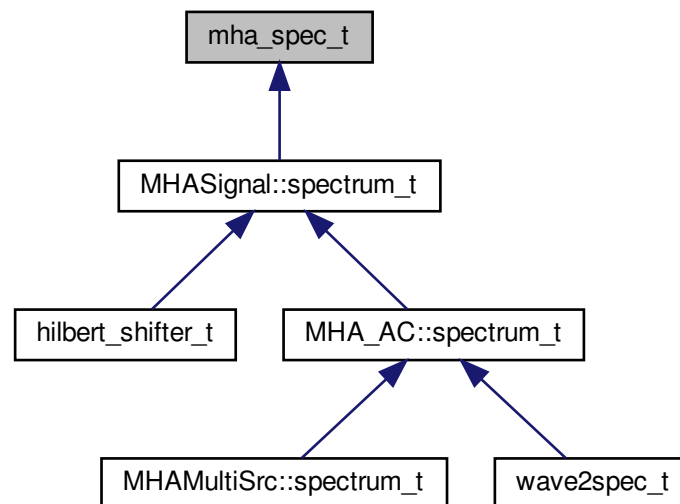 mha_spec_t
MHASignal::spectrum_t
hilbert_shifter_t
MHA_AC::spectrum_t
MHAMultiSrc::spectrum_t
wave2spec_t